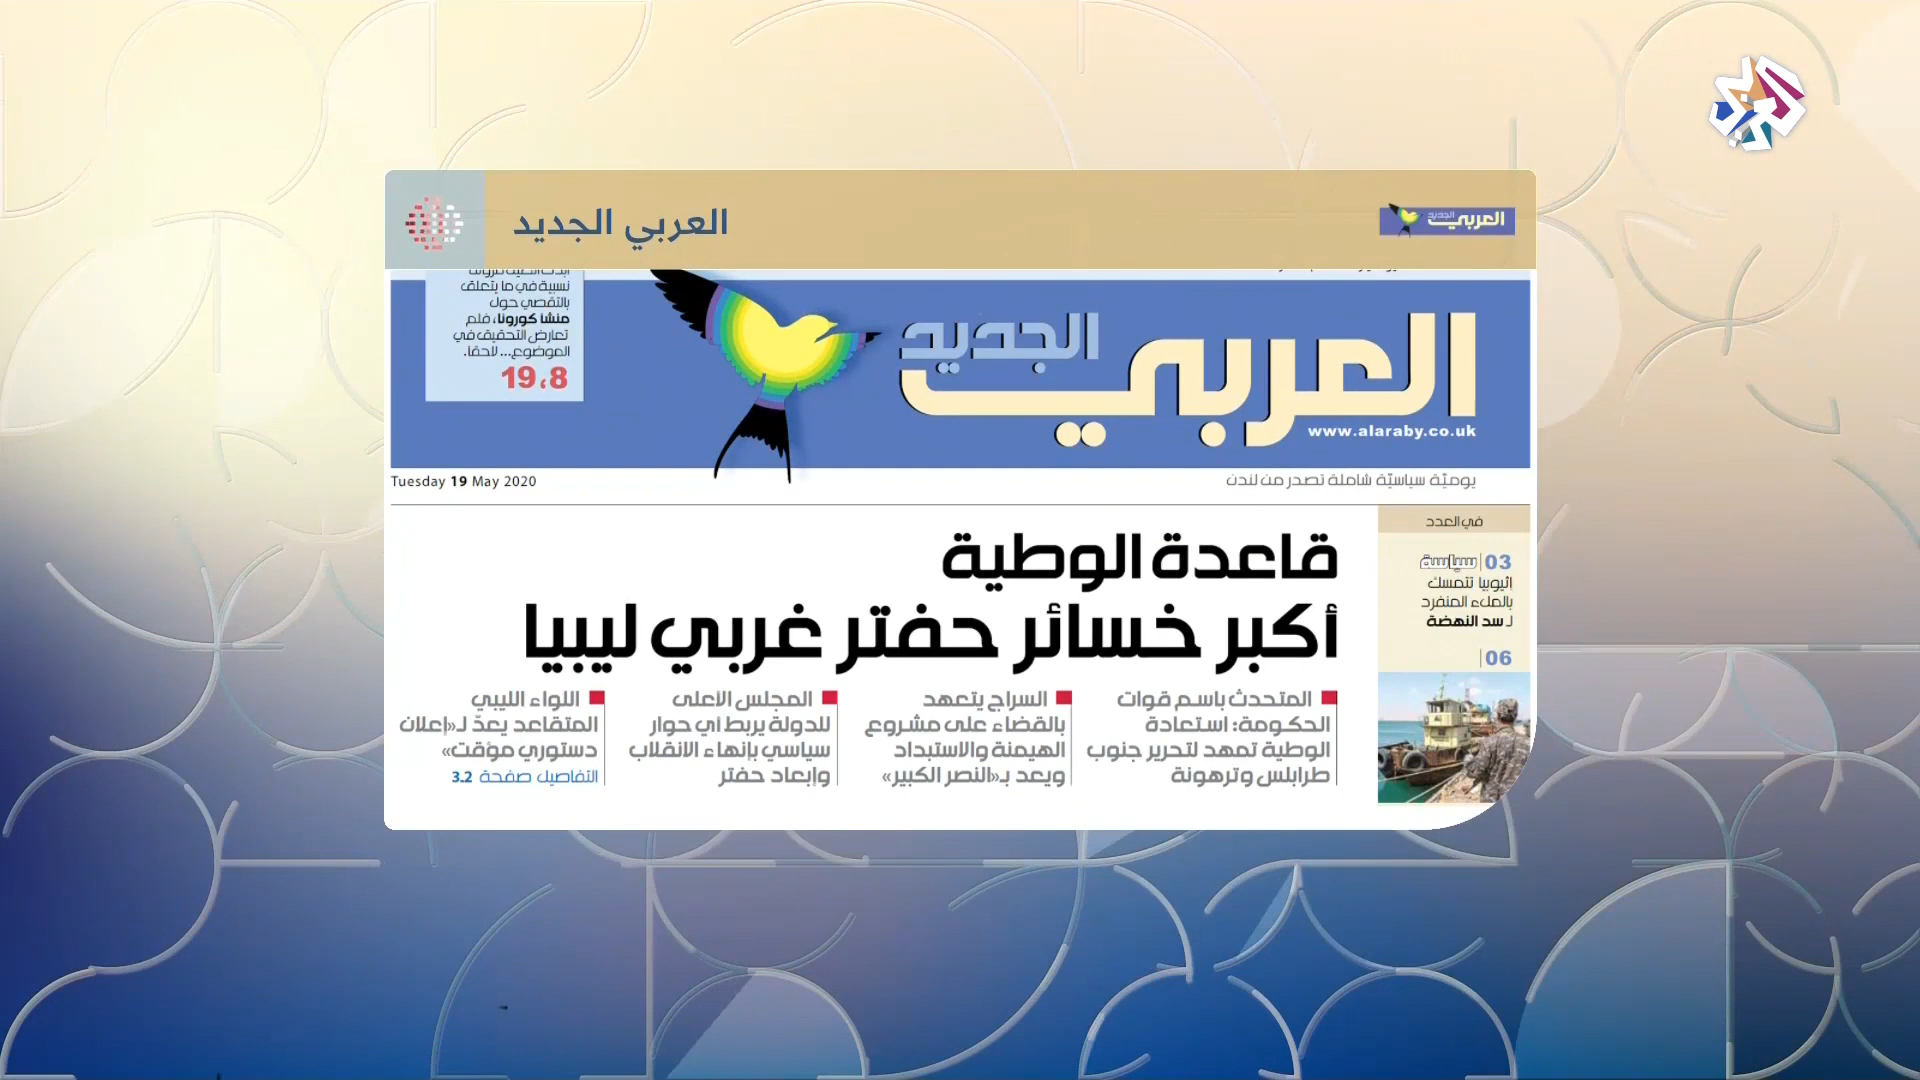 العربي الجديد
العربي الجديد
نسبية في ما يتعلق
بالتقصي حول
منشأ كورونا، فلم
تعارض التحقيق في
الموضوع... لاحقا.
19،8
العربي الجديد
www.alaraby.co.uk
Tuesday 19 May 2020
يوميّة سياسيّة شاملة تصدر من لندن
قاعدة الوطية
أكبر خسائر حفتر غربي ليبيا
المتحدث باسم قوات
الحكومة: استعادة
الوطية تمهد لتحرير جنوب
طرابلس وترهونة
السراج يتعهد
بالقضاء على مشروع
الهيمنة والاستبداد
ويعد بـ«النصر الكبير»
المجلس الأعلى
للدولة يربط أي حوار
سياسي بإنهاء الانقلاب
وإبعاد حفتر
اللواء الليبي
المتقاعد يعدّ لـ«إعلان
دستوري مؤقت»
التفاصيل صفحة 3.2
في العدد
03 | سياسة
إثيوبيا تتمسك
بالملء المنفرد
لـ سد النهضة
06